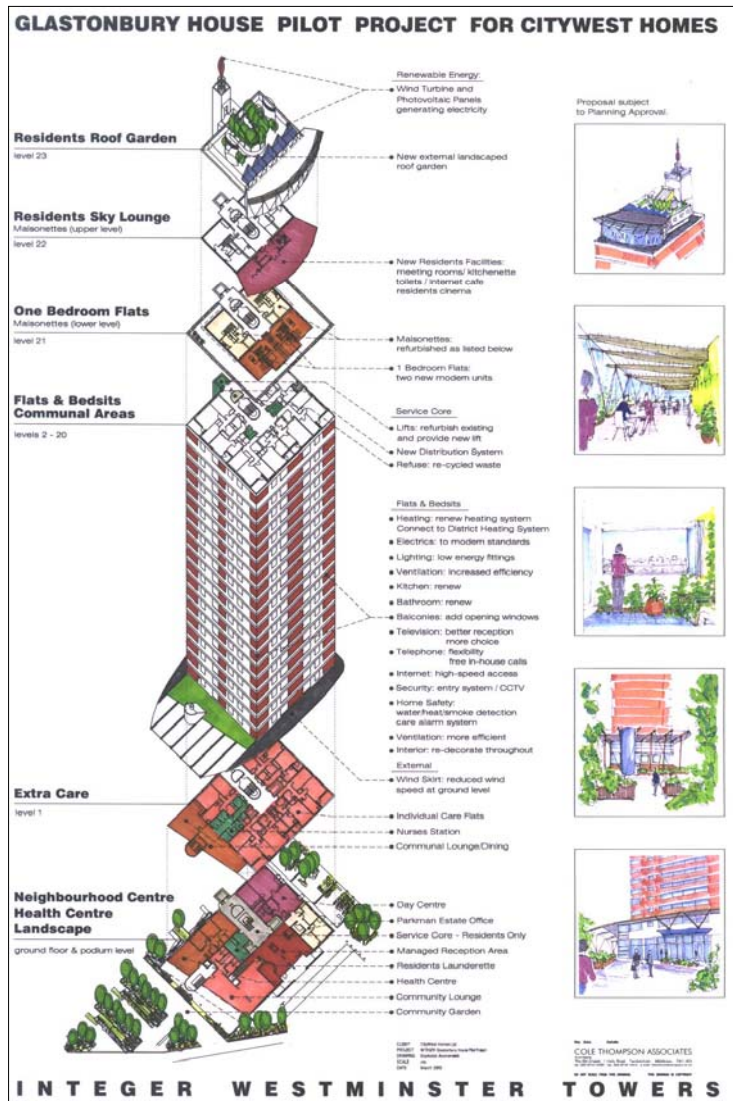 GLASTONBURY HOUSE PILOT PROJECT FOR CITYWEST HOMES
Residents Roof Garden
level 23
Residents Sky Lounge
Maisonettes (upper level)
level 22
One Bedroom Flats
Maisonettes (lower level)
level 21
Flats & Bedsits
Communal Areas
levels 2 - 20
Extra Care
level 1
Neighbourhood Centre
Health Centre
Landscape
ground floor & podium level
Renewable Energy:
Wind Turbine and
Photovoltaic Panels
generating electricity
New external landscaped
roof garden
New Residents Facilities:
meeting rooms/ kitchenette
toilets / internet cafe
residents cinema
Maisonettes:
refurbished as listed below
1 Bedroom Flats:
two new modern units
Service Core
Lifts: refurbish existing
and provide new lift
New Distribution System
Refuse: re-cycled waste
Flats & Bedsits
Heating: renew heating system
Connect to District Heating System
Electrics: to modern standards
Lighting: low energy fittings
Ventilation: increased efficiency
Kitchen: renew
Bathroom: renew
Balconies: add opening windows
Television: better reception
more choice
Telephone: flexibility
free in-house calls
Internet: high-speed access
Security: entry system / CCTV
Home Safety:
water/heat/smoke detection
care alarm system
Ventilation: more efficient
Interior: re-decorate throughout
External
Wind Skirt: reduced wind
speed at ground level
Individual Care Flats
Nurses Station
Communal Lounge/Dining
Day Centre
Parkman Estate Office
Service Core - Residents Only
Managed Reception Area
Residents Launderette
Health Centre
Community Lounge
Community Garden
Proposal subject
to Planning Approval.
CLIENT
PROJECT
DRAWING
SCALE
DATE March 2000
COLE THOMPSON ASSOCIATES
INTEGER WESTMINSTER TOWERS